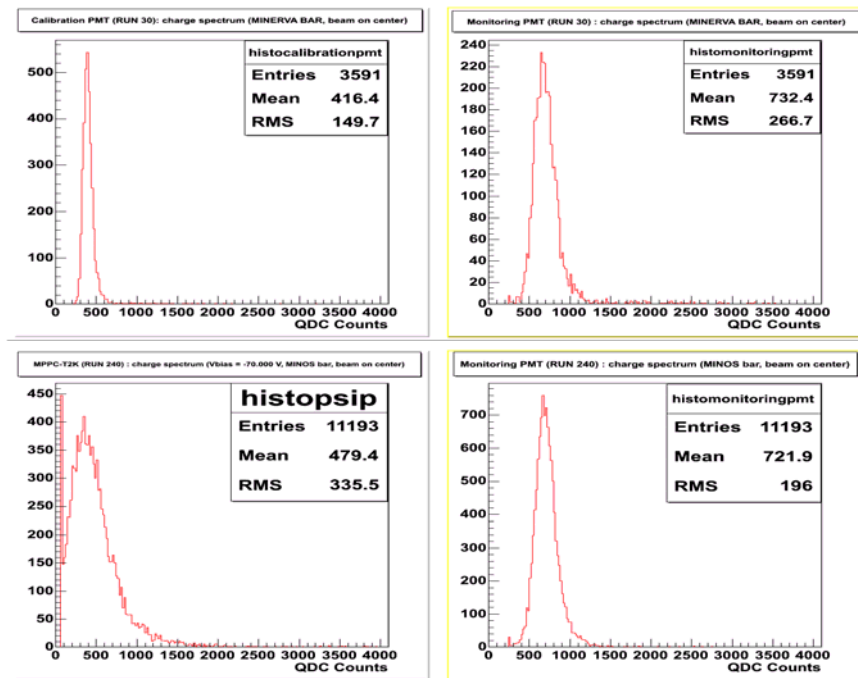 Calibration PMT (RUN 30): charge spectrum (MINERVA BAR, beam on center)
histocalibrationpmt
Entries 3591
Mean 416.4
RMS 149.7
500
400
300
200
100
0
0 500 1000 1500 2000 2500 3000 3500 4000
QDC Counts
Monitoring PMT (RUN 30) : charge spectrum (MINERVA BAR, beam on center)
histomonitoringpmt
Entries 3591
Mean 732.4
RMS 266.7
240
220
200
180
160
140
120
100
80
60
40
20
0
0 500 1000 1500 2000 2500 3000 3500 4000
QDC Counts
MPPC-T2K (RUN 240) : charge spectrum (Vbias = -70.000 V, MINOS bar, beam on center)
histopsip
Entries 11193
Mean 479.4
RMS 335.5
450
400
350
300
250
200
150
100
50
0
0 500 1000 1500 2000 2500 3000 3500 4000
QDC Counts
Monitoring PMT (RUN 240) : charge spectrum (MINOS bar, beam on center)
histomonitoringpmt
Entries 11193
Mean 721.9
RMS 196
700
600
500
400
300
200
100
0
0 500 1000 1500 2000 2500 3000 3500 4000
QDC Counts